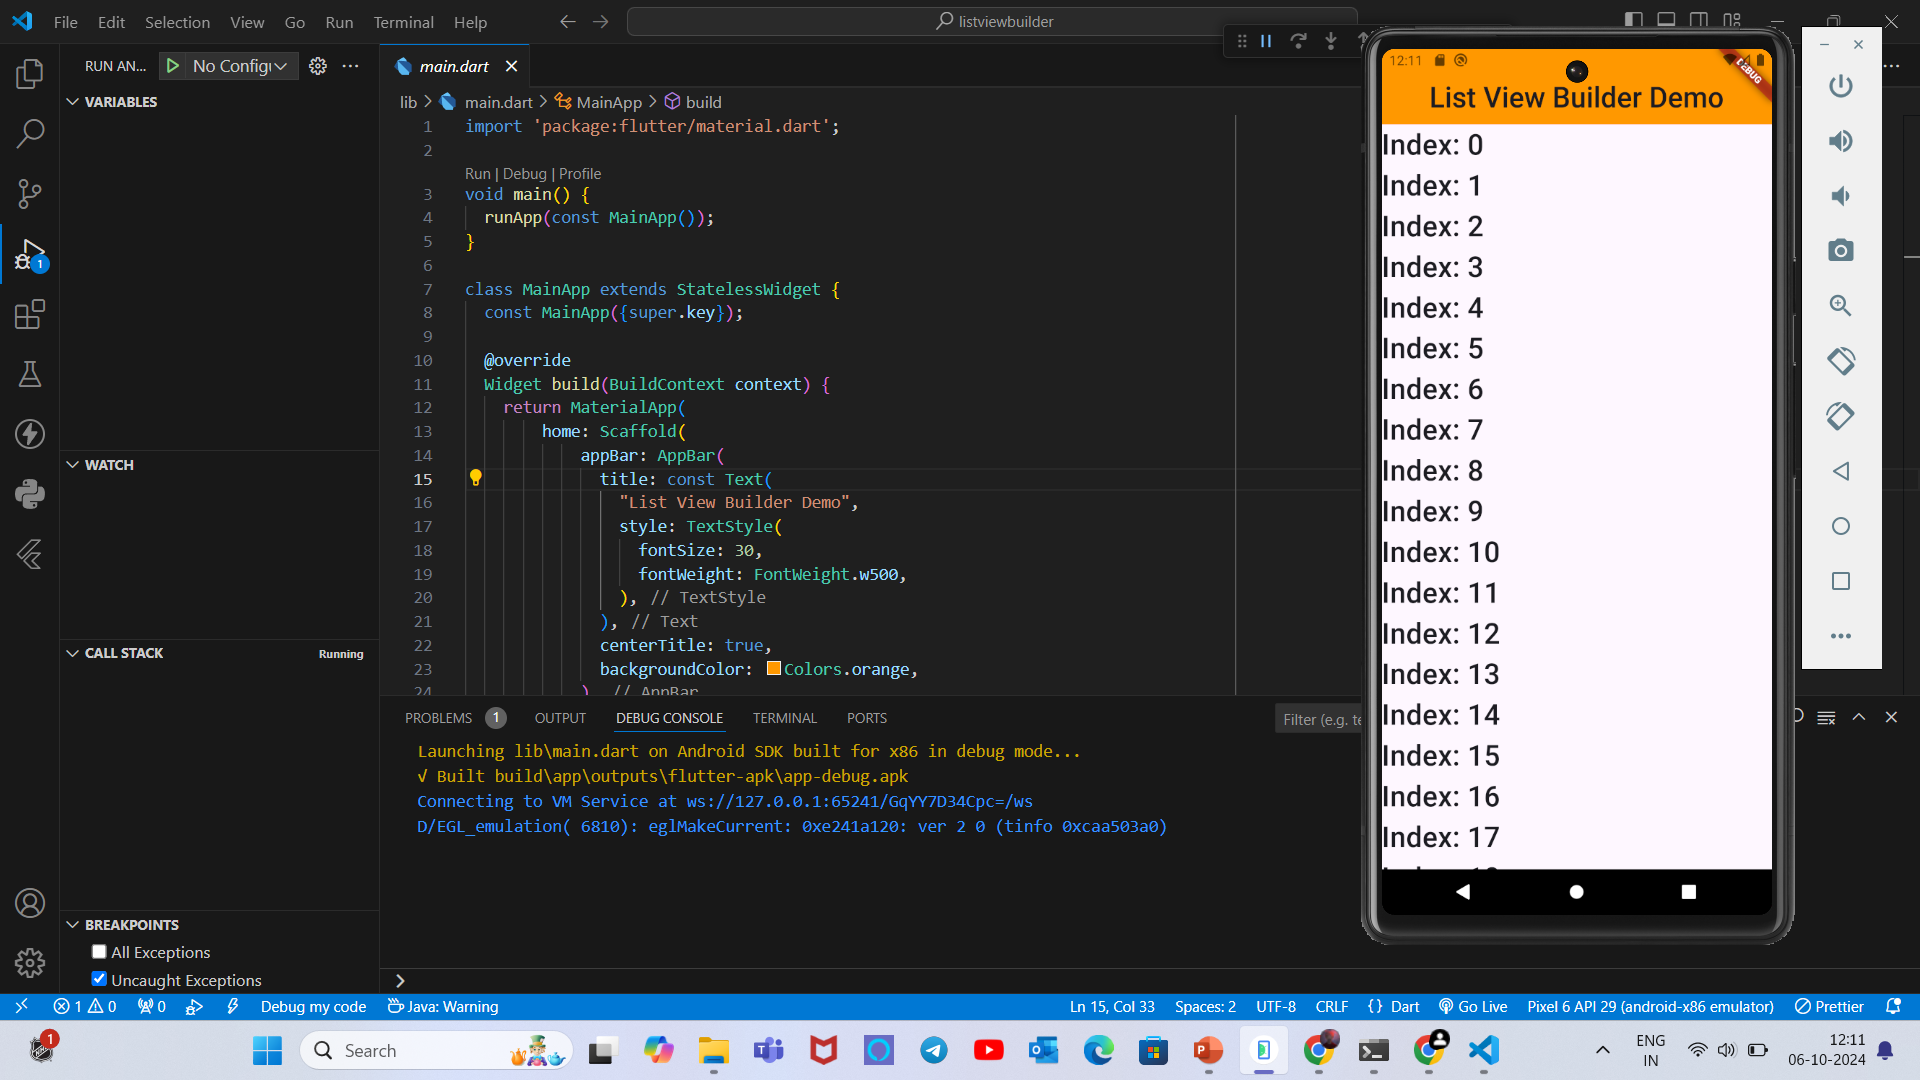 File Edit Selection View Go Run Terminal Help
listviewbuilder
RUN AN...
No Config
main.dart
VARIABLES
lib > main.dart > MainApp > build
1 import 'package:flutter/material.dart';
2
Run | Debug | Profile
3 void main() {
4 runApp(const MainApp());
5 }
6
7 class MainApp extends StatelessWidget {
8 const MainApp({super.key});
9
10 @override
11 Widget build(BuildContext context) {
12 return MaterialApp(
13 home: Scaffold(
14 appBar: AppBar(
15 title: const Text(
16 "List View Builder Demo",
17 style: TextStyle(
18 fontSize: 30,
19 fontWeight: FontWeight.w500,
20 ), // TextStyle
21 ), // Text
22 centerTitle: true,
23 backgroundColor: Colors.orange,
24 ), // AppBar
WATCH
CALL STACK
Running
BREAKPOINTS
All Exceptions
Uncaught Exceptions
PROBLEMS 1 OUTPUT DEBUG CONSOLE TERMINAL PORTS
Filter (e.g. te
Launching lib\main.dart on Android SDK built for x86 in debug mode...
√ Built build\app\outputs\flutter-apk\app-debug.apk
Connecting to VM Service at ws://127.0.0.1:65241/GqYY7D34Cpc=/ws
D/EGL_emulation( 6810): eglMakeCurrent: 0xe241a120: ver 2 0 (tinfo 0xcaa503a0)
12:11
DEBUG
List View Builder Demo
Index: 0
Index: 1
Index: 2
Index: 3
Index: 4
Index: 5
Index: 6
Index: 7
Index: 8
Index: 9
Index: 10
Index: 11
Index: 12
Index: 13
Index: 14
Index: 15
Index: 16
Index: 17
1 0 0 Debug my code Java: Warning
Ln 15, Col 33 Spaces: 2 UTF-8 CRLF {} Dart Go Live Pixel 6 API 29 (android-x86 emulator) Prettier
1
Search
ENG
IN
12:11
06-10-2024